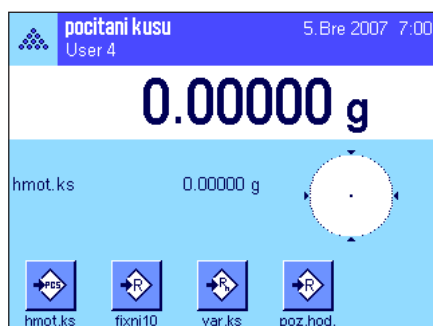 pocitani kusu 5.Bre 2007 7:00
User 4
0.00000 g
hmot.ks 0.00000 g
PCS R Rn R
hmot.ks fixni10 var.ks poz.hod.